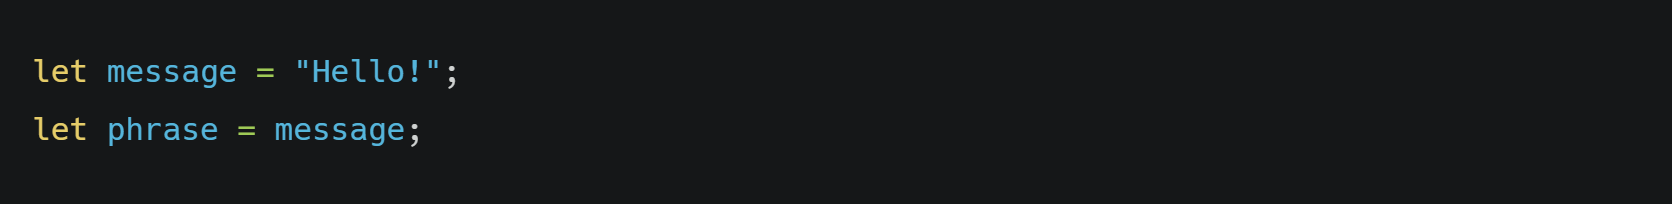 let message = "Hello!";
let phrase = message;